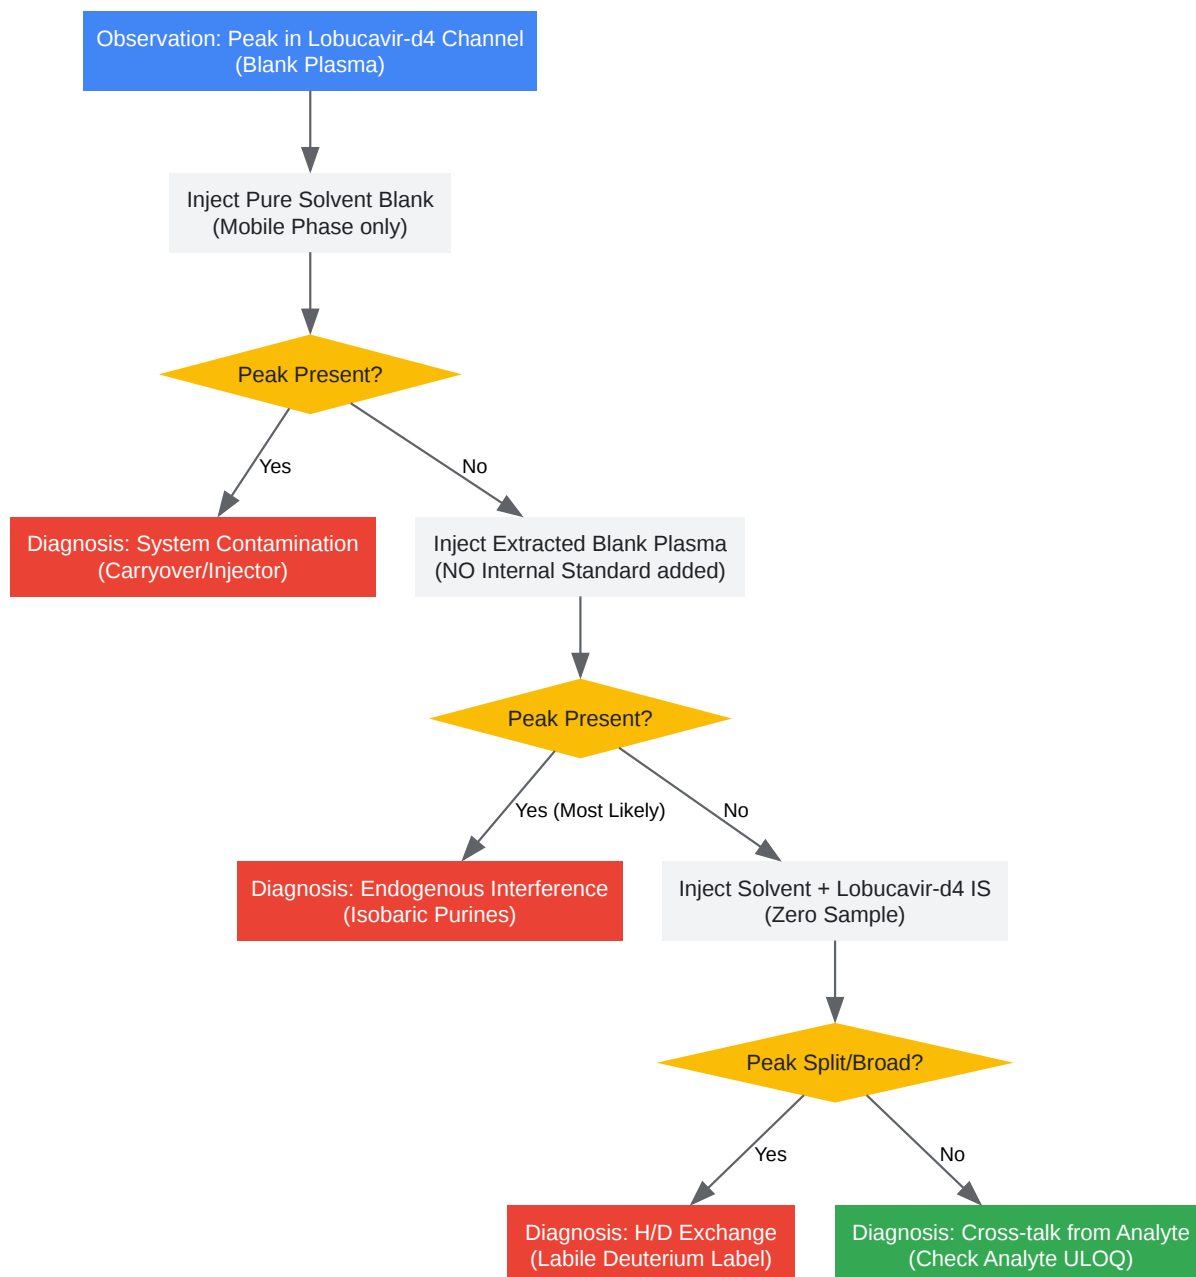 Observation: Peak in Lobucavir-d4 Channel
(Blank Plasma)
Inject Pure Solvent Blank
(Mobile Phase only)
Peak Present?
Yes
No
Diagnosis: System Contamination
(Carryover/Injector)
Inject Extracted Blank Plasma
(NO Internal Standard added)
Peak Present?
Yes (Most Likely)
No
Diagnosis: Endogenous Interference
(Isobaric Purines)
Inject Solvent + Lobucavir-d4 IS
(Zero Sample)
Peak Split/Broad?
Yes
No
Diagnosis: H/D Exchange
(Labile Deuterium Label)
Diagnosis: Cross-talk from Analyte
(Check Analyte ULOQ)